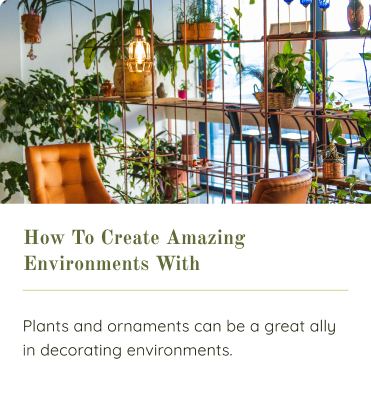 How To Create Amazing
Environments With
Plants and ornaments can be a great ally
in decorating environments.